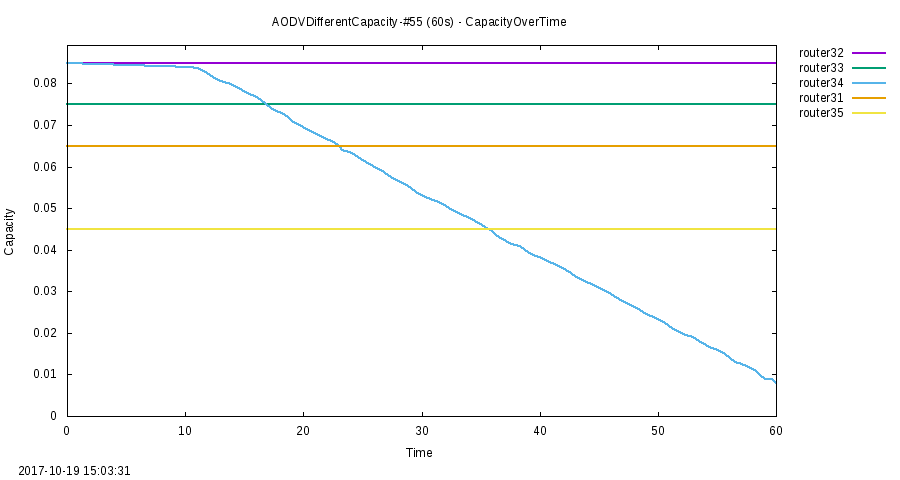 AODVDifferentCapacity-#55 (60s) - CapacityOverTime
router32
router33
router34
router31
router35
0.08
0.07
0.06
0.05
0.04
0.03
0.02
0.01
0
Capacity
0 10 20 30 40 50 60
Time
2017-10-19 15:03:31